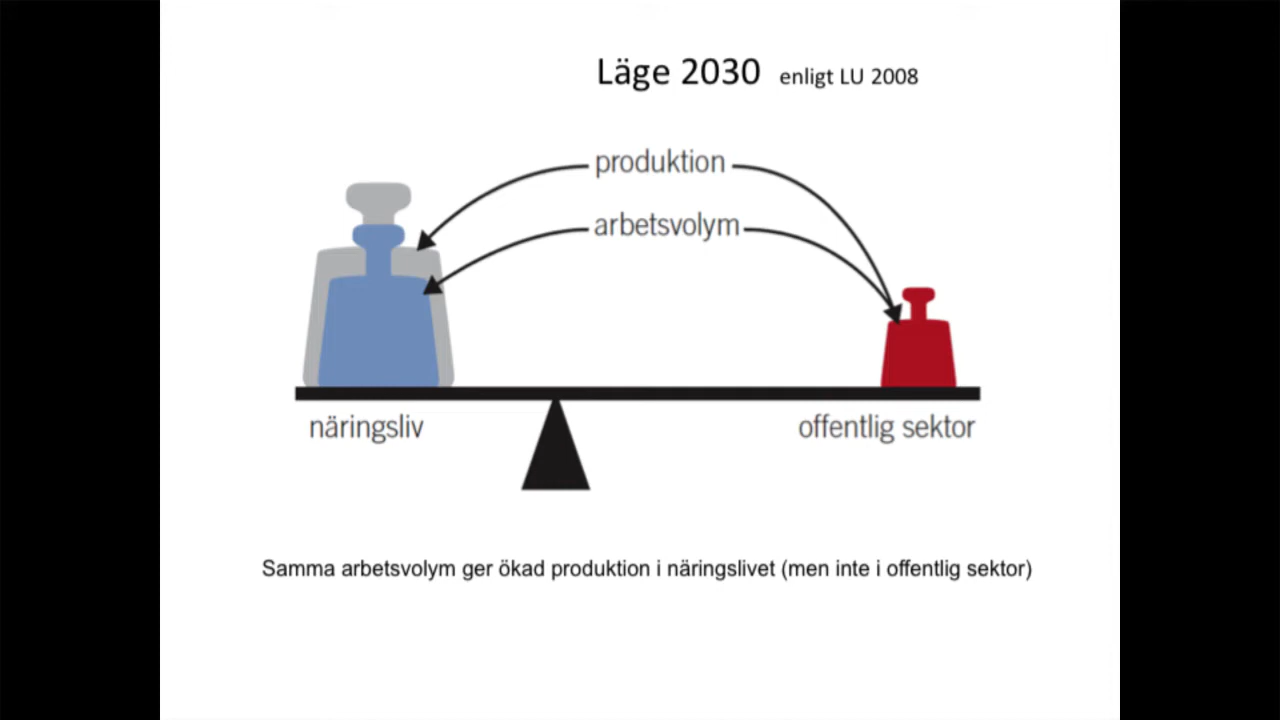 Läge 2030 enligt LU 2008
produktion
arbetsvolym
näringsliv
offentlig sektor
Samma arbetsvolym ger ökad produktion i näringslivet (men inte i offentlig sektor)